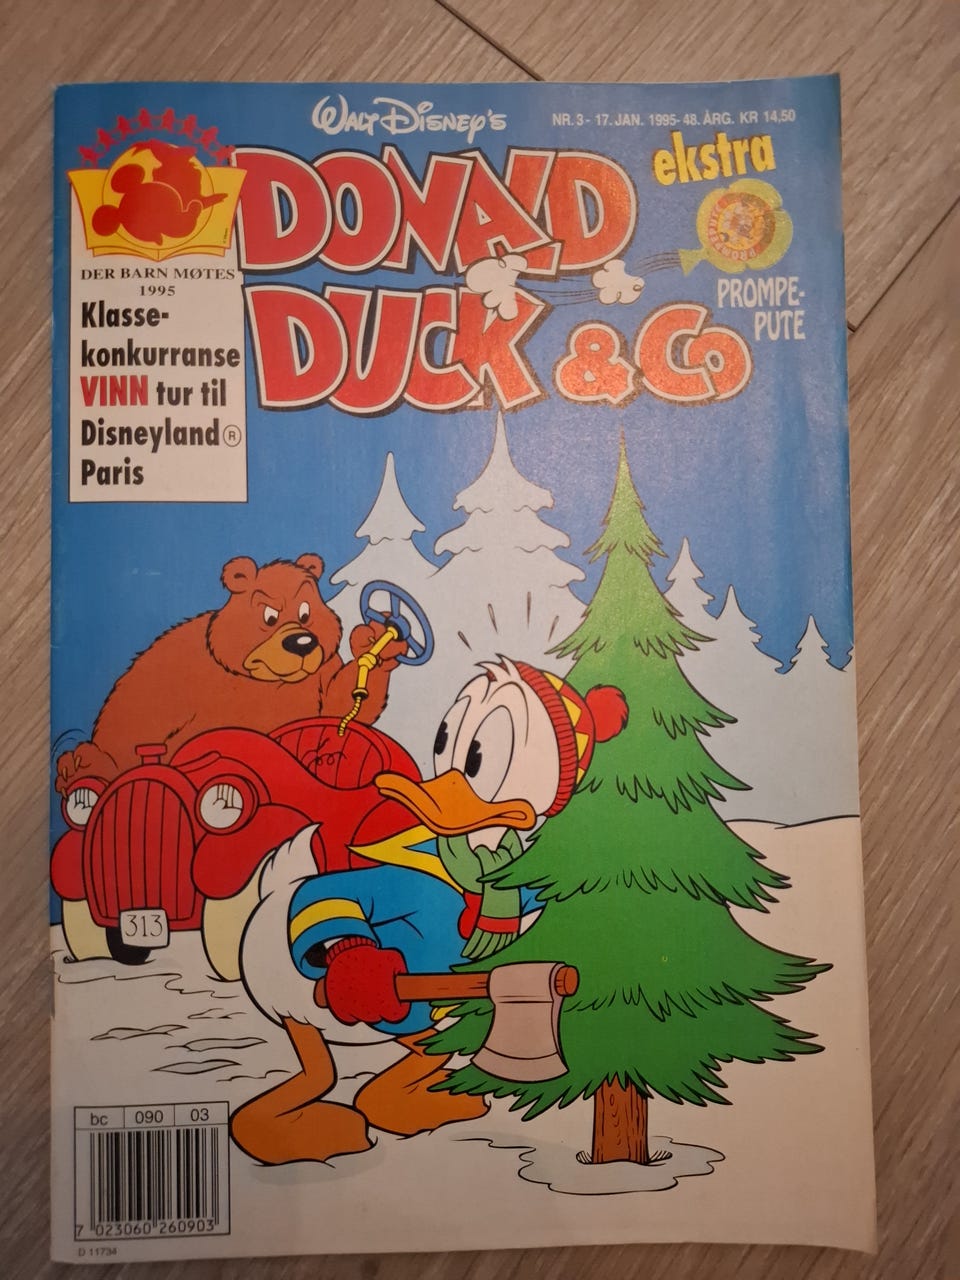 WALT DISNEY'S
NR. 3 - 17. JAN. 1995 - 48. ÅRG. KR 14,50
DONALD
DUCK & Co
ekstra
PROMPE-
PUTE
DER BARN MØTES
1995
Klasse-
konkurranse
VINN tur til
Disneyland®
Paris
313
bc 090 03
7 023060 260903
D 11734